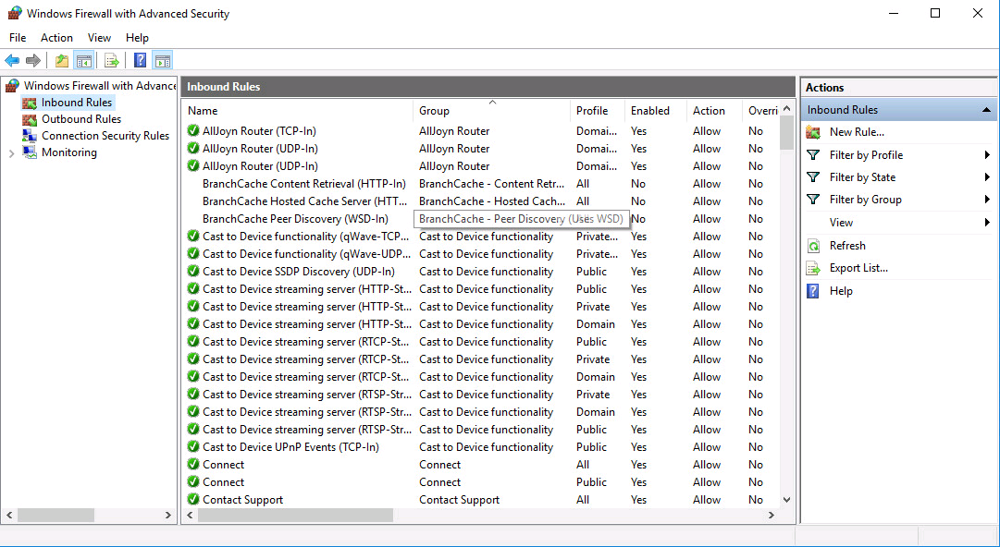 Windows Firewall with Advanced Security
File Action View Help
Windows Firewall with Advance
Inbound Rules
Outbound Rules
Connection Security Rules
Monitoring
Inbound Rules
Name Group Profile Enabled Action Overri
AllJoyn Router (TCP-In) AllJoyn Router Domai... Yes Allow No
AllJoyn Router (UDP-In) AllJoyn Router Domai... Yes Allow No
AllJoyn Router (UDP-In) AllJoyn Router Domai... Yes Allow No
BranchCache Content Retrieval (HTTP-In) BranchCache - Content Retr... All No Allow No
BranchCache Hosted Cache Server (HTT... BranchCache - Hosted Cach... All No Allow No
BranchCache Peer Discovery (WSD-In) BranchCache - Peer Discovery (Uses WSD) No Allow No
Cast to Device functionality (qWave-TCP... Cast to Device functionality Private... Yes Allow No
Cast to Device functionality (qWave-UDP... Cast to Device functionality Private... Yes Allow No
Cast to Device SSDP Discovery (UDP-In) Cast to Device functionality Public Yes Allow No
Cast to Device streaming server (HTTP-St... Cast to Device functionality Public Yes Allow No
Cast to Device streaming server (HTTP-St... Cast to Device functionality Private Yes Allow No
Cast to Device streaming server (HTTP-St... Cast to Device functionality Domain Yes Allow No
Cast to Device streaming server (RTCP-St... Cast to Device functionality Public Yes Allow No
Cast to Device streaming server (RTCP-St... Cast to Device functionality Private Yes Allow No
Cast to Device streaming server (RTCP-St... Cast to Device functionality Domain Yes Allow No
Cast to Device streaming server (RTSP-Str... Cast to Device functionality Private Yes Allow No
Cast to Device streaming server (RTSP-Str... Cast to Device functionality Domain Yes Allow No
Cast to Device streaming server (RTSP-Str... Cast to Device functionality Public Yes Allow No
Cast to Device UPnP Events (TCP-In) Cast to Device functionality Public Yes Allow No
Connect Connect All Yes Allow No
Connect Connect Public Yes Allow No
Contact Support Contact Support All Yes Allow No
Actions
Inbound Rules
New Rule...
Filter by Profile
Filter by State
Filter by Group
View
Refresh
Export List...
Help